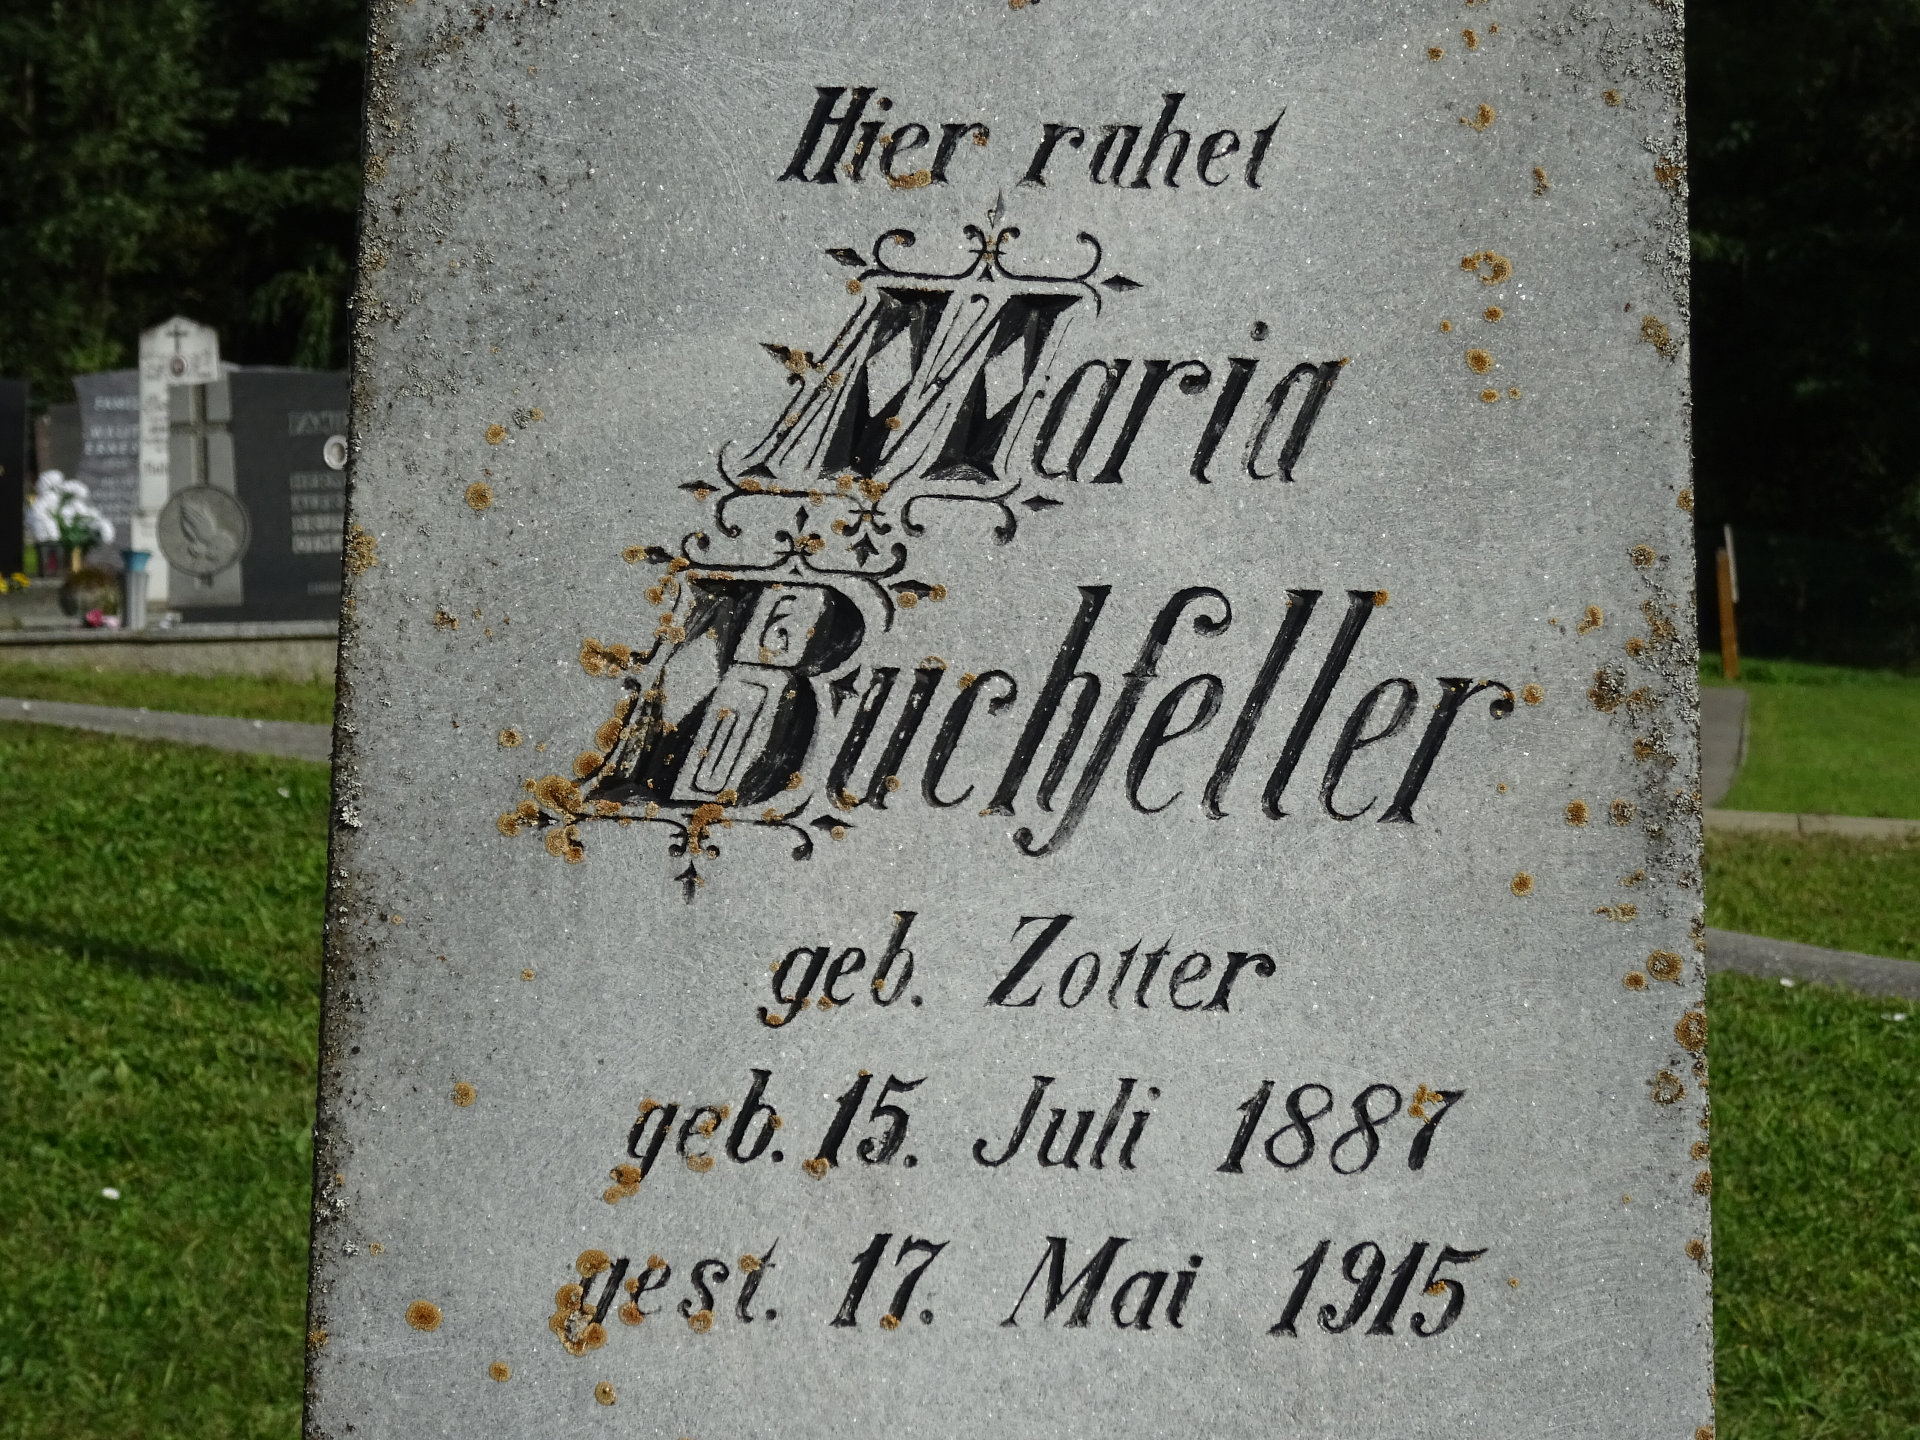 Hier ruhet
Maria
Buchfeller
geb. Zotter
geb. 15. Juli 1887
gest. 17. Mai 1915